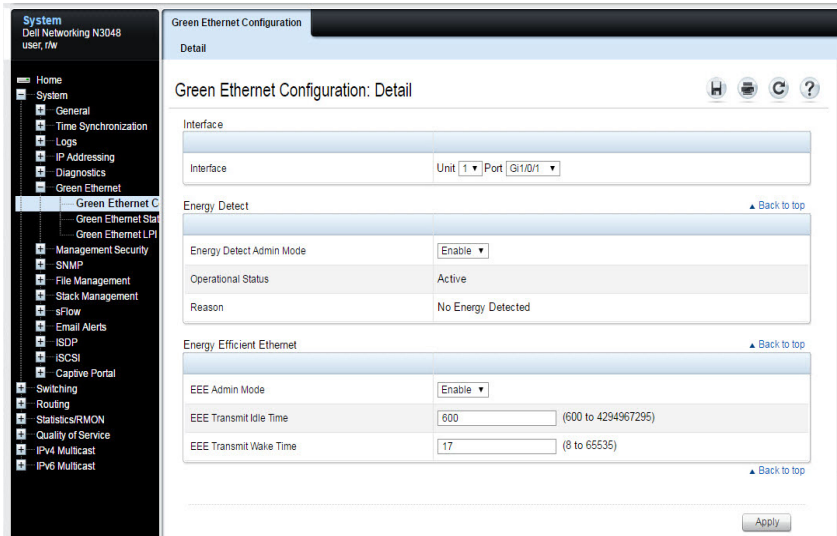 System
Dell Networking N3048
user, r/w
Home
System
General
Time Synchronization
Logs
IP Addressing
Diagnostics
Green Ethernet
Green Ethernet C
Green Ethernet Stat
Green Ethernet LPI
Management Security
SNMP
File Management
Stack Management
sFlow
Email Alerts
ISDP
iSCSI
Captive Portal
Switching
Routing
Statistics/RMON
Quality of Service
IPv4 Multicast
IPv6 Multicast
Green Ethernet Configuration
Detail
Green Ethernet Configuration: Detail
Interface
Interface Unit 1 Port Gi1/0/1
Energy Detect ▲ Back to top
Energy Detect Admin Mode Enable
Operational Status Active
Reason No Energy Detected
Energy Efficient Ethernet ▲ Back to top
EEE Admin Mode Enable
EEE Transmit Idle Time 600 (600 to 4294967295)
EEE Transmit Wake Time 17 (8 to 65535)
▲ Back to top
Apply